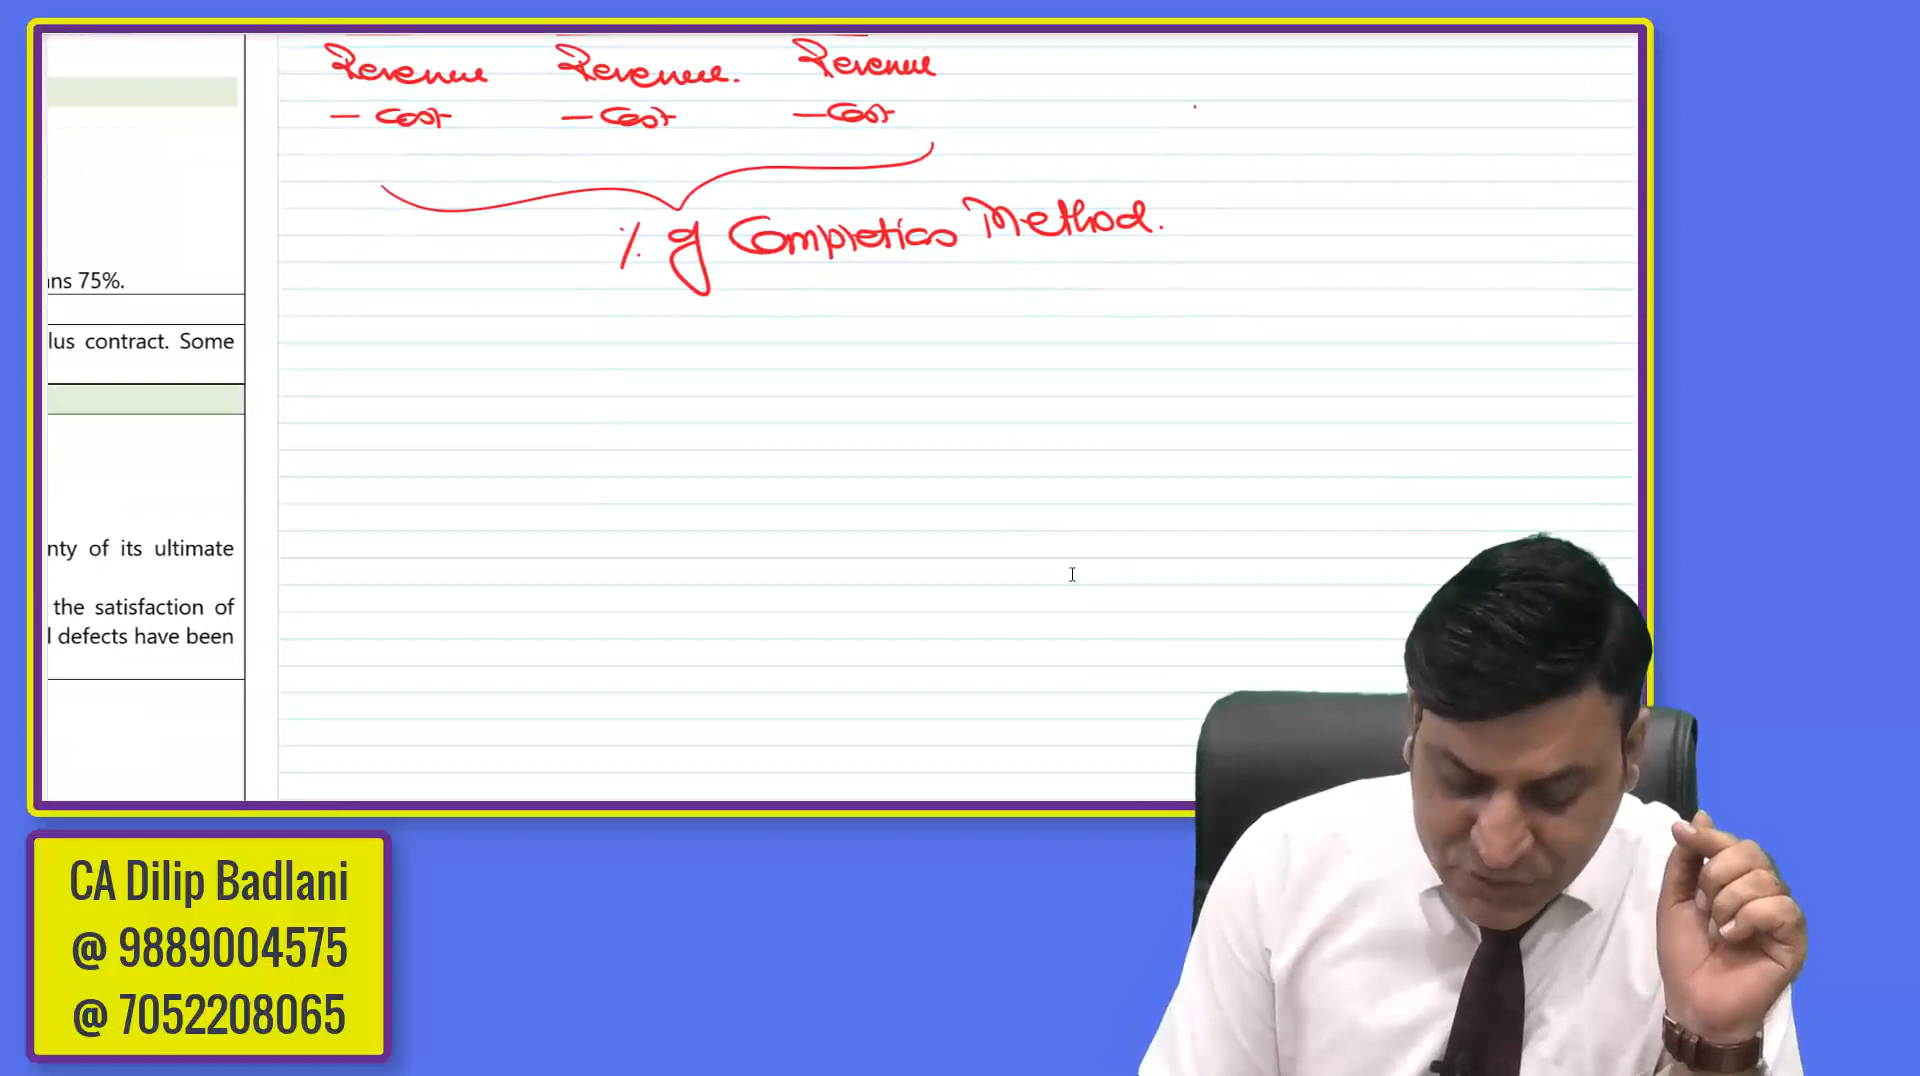 Revenue Revenue. Revenue
- Cost - Cost - Cost
% of Completion Method.
ns 75%.
lus contract. Some
nty of its ultimate
the satisfaction of
defects have been
CA Dilip Badlani
@ 9889004575
@ 7052208065